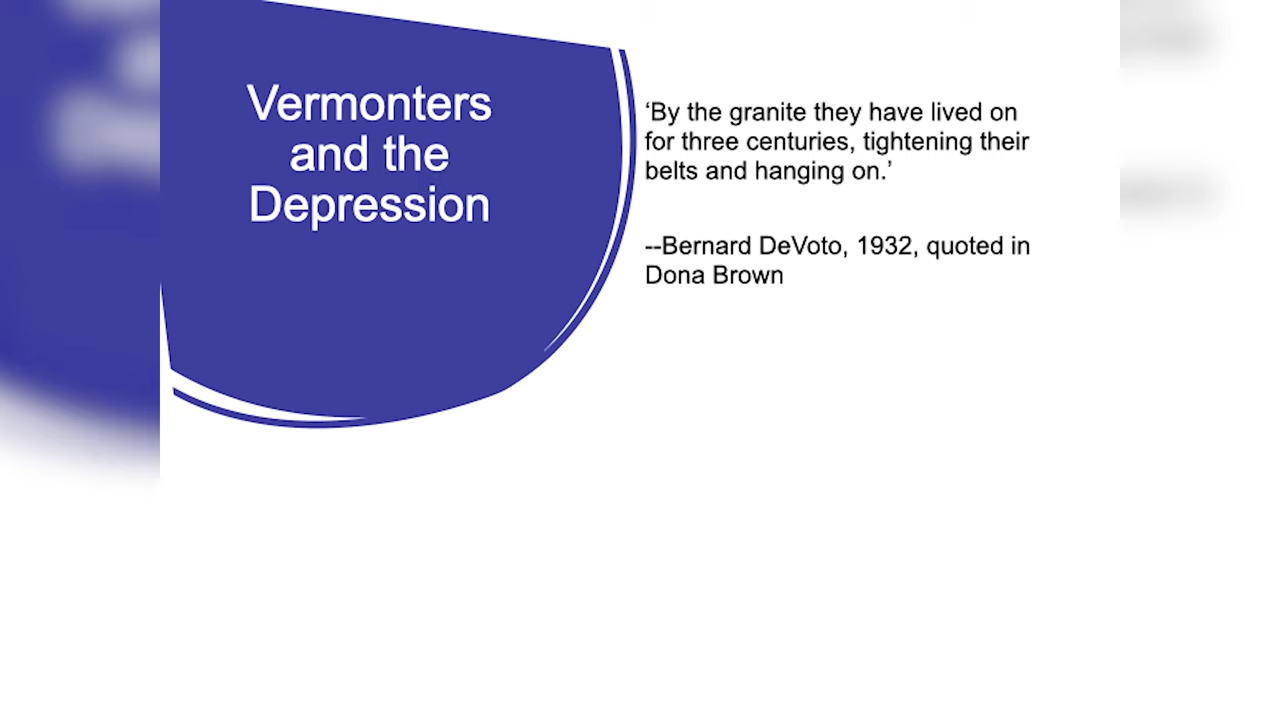 Vermonters
and the
Depression
‘By the granite they have lived on
for three centuries, tightening their
belts and hanging on.’
--Bernard DeVoto, 1932, quoted in
Dona Brown